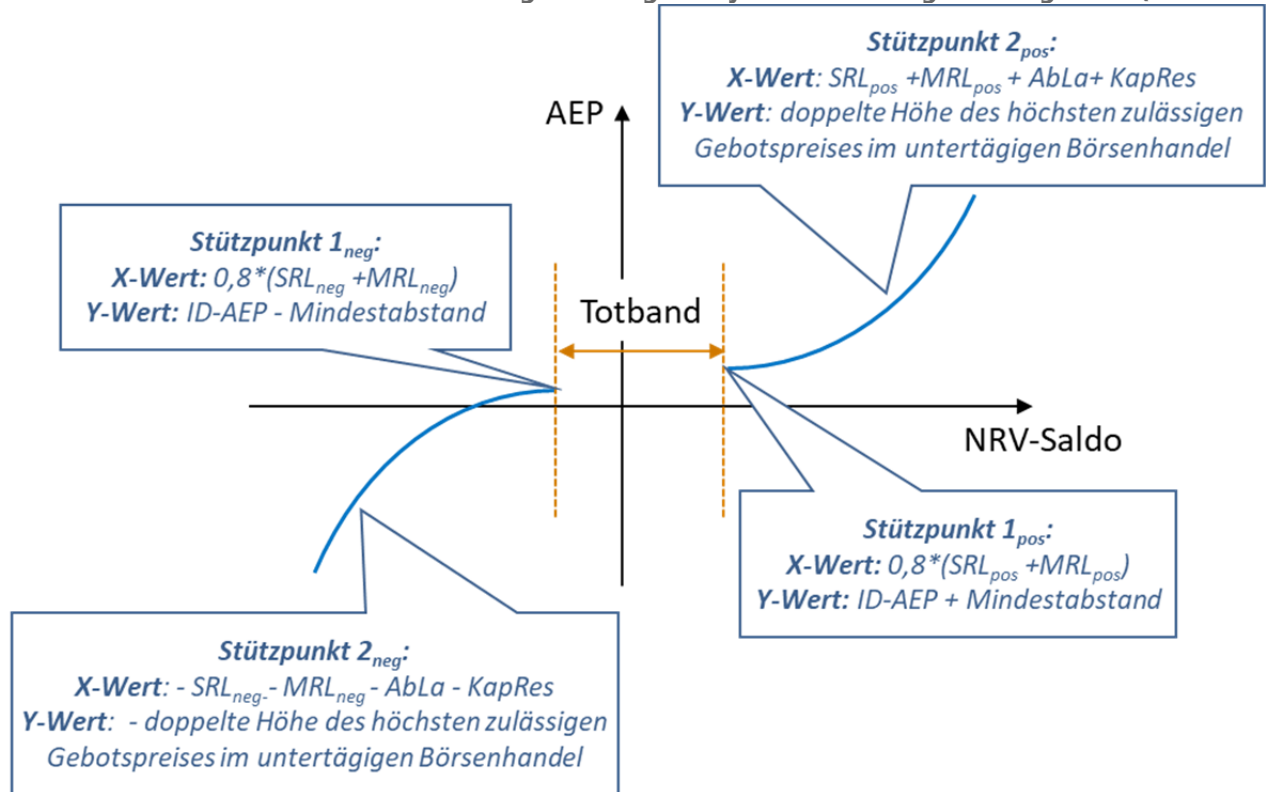 Stützpunkt 2pos:
X-Wert: SRLpos +MRLpos + AbLa+ KapRes
Y-Wert: doppelte Höhe des höchsten zulässigen
Gebotspreises im untertägigen Börsenhandel
AEP
Stützpunkt 1neg:
X-Wert: 0,8*(SRLneg +MRLneg)
Y-Wert: ID-AEP - Mindestabstand
Totband
NRV-Saldo
Stützpunkt 1pos:
X-Wert: 0,8*(SRLpos +MRLpos)
Y-Wert: ID-AEP + Mindestabstand
Stützpunkt 2neg:
X-Wert: - SRLneg-- MRLneg - AbLa - KapRes
Y-Wert: - doppelte Höhe des höchsten zulässigen
Gebotspreises im untertägigen Börsenhandel